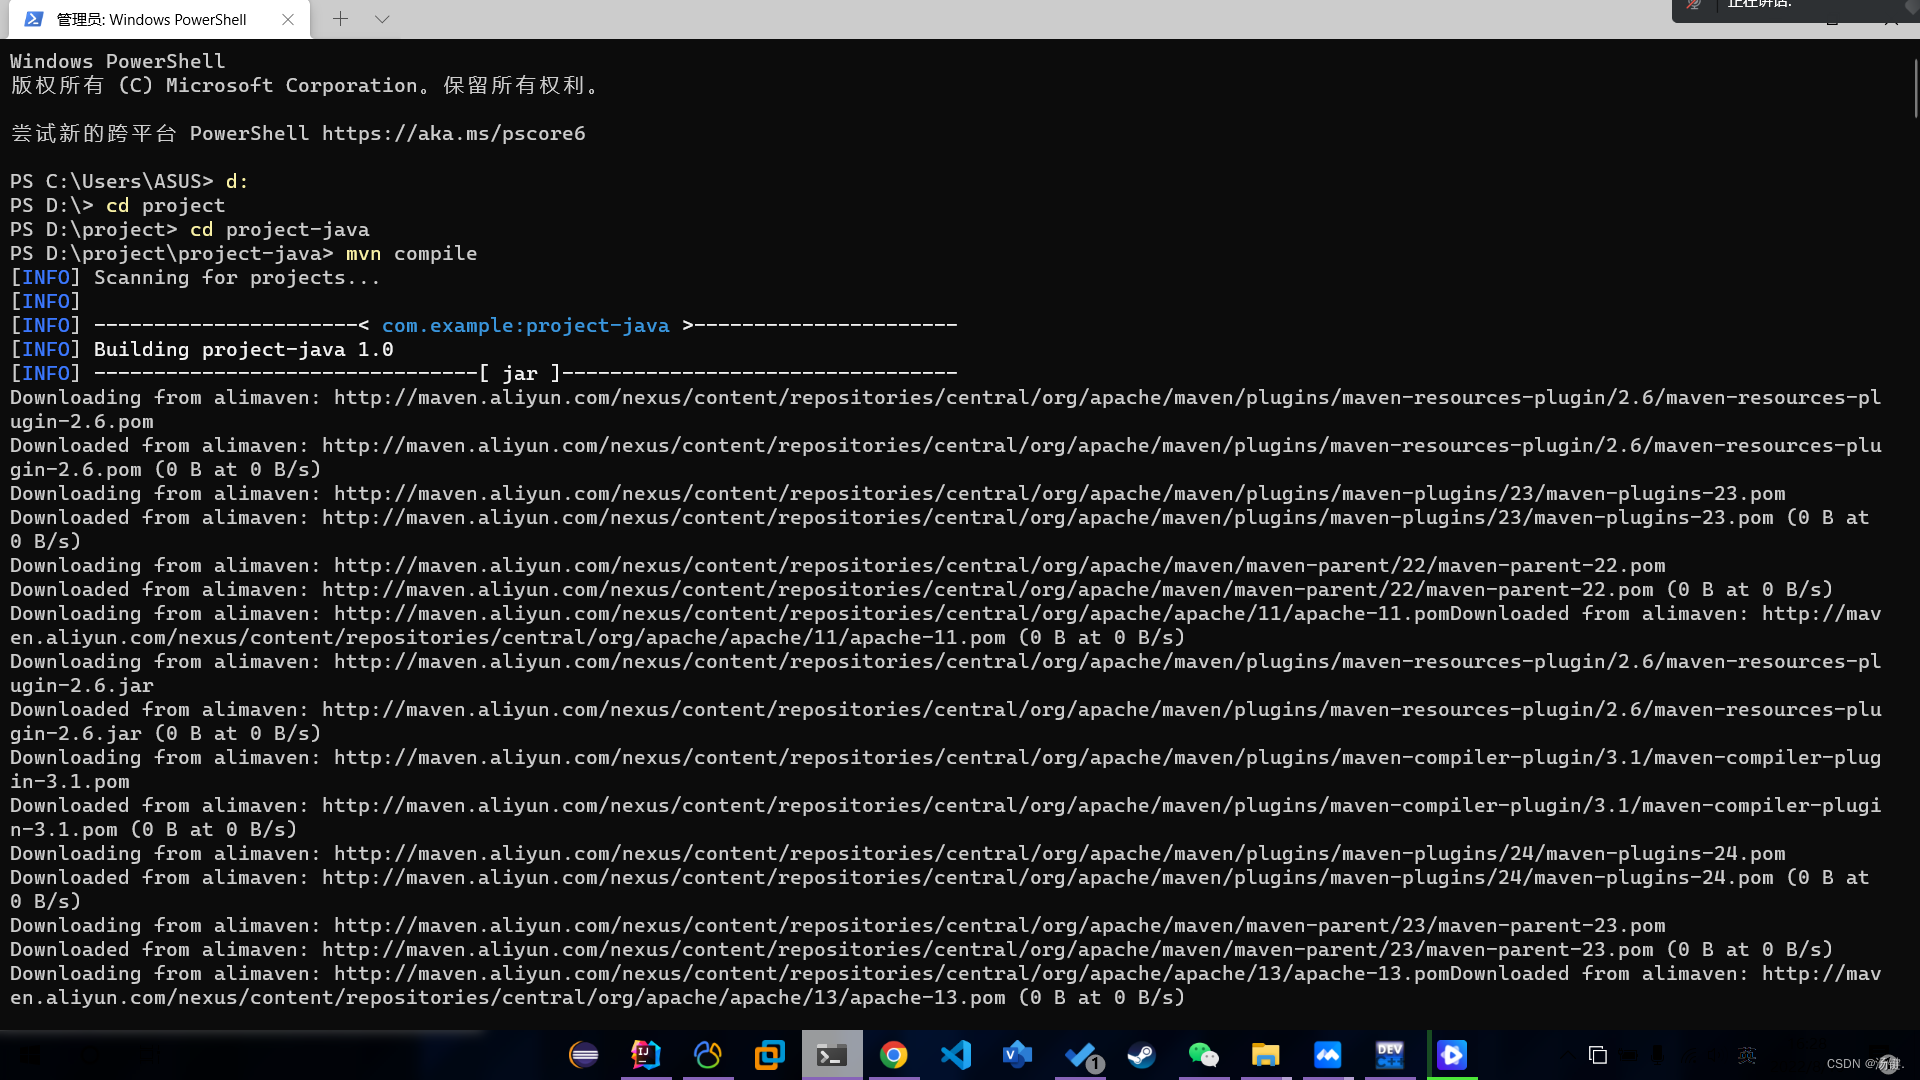 管理员: Windows PowerShell
正在讲话:
Windows PowerShell
版权所有 (C) Microsoft Corporation。保留所有权利。
尝试新的跨平台 PowerShell https://aka.ms/pscore6
PS C:\Users\ASUS> d:
PS D:\> cd project
PS D:\project> cd project-java
PS D:\project\project-java> mvn compile
[INFO] Scanning for projects...
[INFO]
[INFO] ----------------------< com.example:project-java >----------------------
[INFO] Building project-java 1.0
[INFO] --------------------------------[ jar ]---------------------------------
Downloading from alimaven: http://maven.aliyun.com/nexus/content/repositories/central/org/apache/maven/plugins/maven-resources-plugin/2.6/maven-resources-pl
ugin-2.6.pom
Downloaded from alimaven: http://maven.aliyun.com/nexus/content/repositories/central/org/apache/maven/plugins/maven-resources-plugin/2.6/maven-resources-plu
gin-2.6.pom (0 B at 0 B/s)
Downloading from alimaven: http://maven.aliyun.com/nexus/content/repositories/central/org/apache/maven/plugins/maven-plugins/23/maven-plugins-23.pom
Downloaded from alimaven: http://maven.aliyun.com/nexus/content/repositories/central/org/apache/maven/plugins/maven-plugins/23/maven-plugins-23.pom (0 B at
0 B/s)
Downloading from alimaven: http://maven.aliyun.com/nexus/content/repositories/central/org/apache/maven/maven-parent/22/maven-parent-22.pom
Downloaded from alimaven: http://maven.aliyun.com/nexus/content/repositories/central/org/apache/maven/maven-parent/22/maven-parent-22.pom (0 B at 0 B/s)
Downloading from alimaven: http://maven.aliyun.com/nexus/content/repositories/central/org/apache/apache/11/apache-11.pomDownloaded from alimaven: http://mav
en.aliyun.com/nexus/content/repositories/central/org/apache/apache/11/apache-11.pom (0 B at 0 B/s)
Downloading from alimaven: http://maven.aliyun.com/nexus/content/repositories/central/org/apache/maven/plugins/maven-resources-plugin/2.6/maven-resources-pl
ugin-2.6.jar
Downloaded from alimaven: http://maven.aliyun.com/nexus/content/repositories/central/org/apache/maven/plugins/maven-resources-plugin/2.6/maven-resources-plu
gin-2.6.jar (0 B at 0 B/s)
Downloading from alimaven: http://maven.aliyun.com/nexus/content/repositories/central/org/apache/maven/plugins/maven-compiler-plugin/3.1/maven-compiler-plug
in-3.1.pom
Downloaded from alimaven: http://maven.aliyun.com/nexus/content/repositories/central/org/apache/maven/plugins/maven-compiler-plugin/3.1/maven-compiler-plugi
n-3.1.pom (0 B at 0 B/s)
Downloading from alimaven: http://maven.aliyun.com/nexus/content/repositories/central/org/apache/maven/plugins/maven-plugins/24/maven-plugins-24.pom
Downloaded from alimaven: http://maven.aliyun.com/nexus/content/repositories/central/org/apache/maven/plugins/maven-plugins/24/maven-plugins-24.pom (0 B at
0 B/s)
Downloading from alimaven: http://maven.aliyun.com/nexus/content/repositories/central/org/apache/maven/maven-parent/23/maven-parent-23.pom
Downloaded from alimaven: http://maven.aliyun.com/nexus/content/repositories/central/org/apache/maven/maven-parent/23/maven-parent-23.pom (0 B at 0 B/s)
Downloading from alimaven: http://maven.aliyun.com/nexus/content/repositories/central/org/apache/apache/13/apache-13.pomDownloaded from alimaven: http://mav
en.aliyun.com/nexus/content/repositories/central/org/apache/apache/13/apache-13.pom (0 B at 0 B/s)
IJ
V
1
DEV
C++
英
CSDN @汤键.